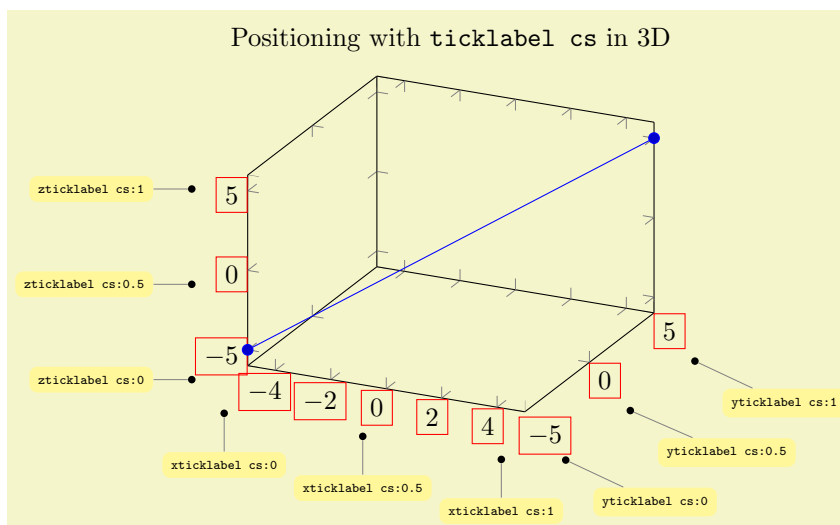 Positioning with ticklabel cs in 3D
zticklabel cs:1
5
zticklabel cs:0.5
0
−5
zticklabel cs:0
−4
−2
0
2
4
−5
0
5
xticklabel cs:0
xticklabel cs:0.5
xticklabel cs:1
yticklabel cs:0
yticklabel cs:0.5
yticklabel cs:1